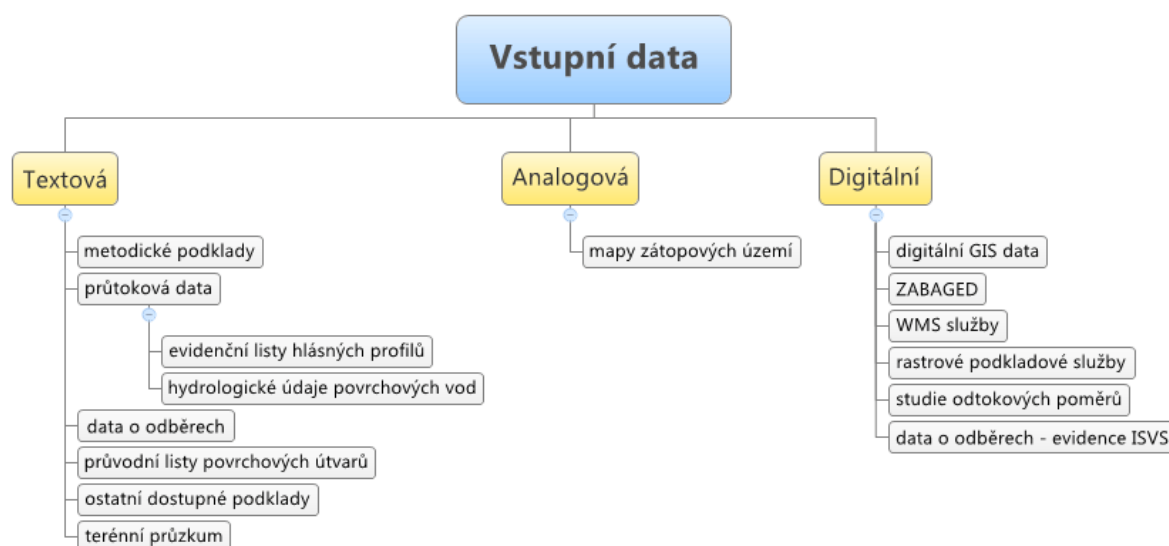 Vstupní data
Textová
metodické podklady
průtoková data
evidenční listy hlásných profilů
hydrologické údaje povrchových vod
data o odběrech
průvodní listy povrchových útvarů
ostatní dostupné podklady
terénní průzkum
Analogová
mapy zátopových území
Digitální
digitální GIS data
ZABAGED
WMS služby
rastrové podkladové služby
studie odtokových poměrů
data o odběrech - evidence ISVS